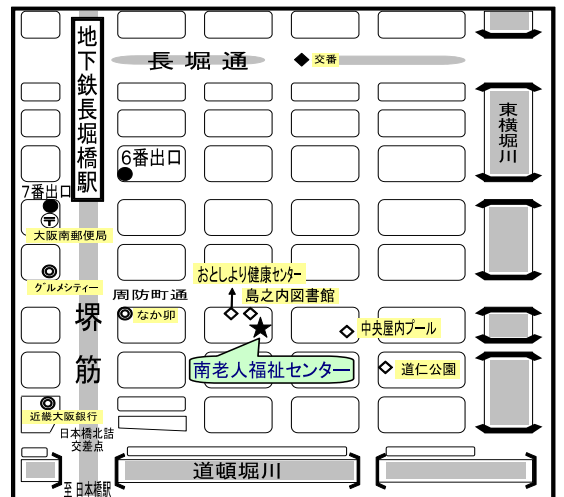 地下鉄長堀橋駅
長堀通
交番
東横堀川
6番出口
7番出口
〒
大阪南郵便局
グルメシティー
おとしより健康センター
周防町通
島之内図書館
堺筋
なか卯
中央屋内プール
南老人福祉センター
道仁公園
近畿大阪銀行
日本橋北詰
交差点
道頓堀川
至 日本橋駅